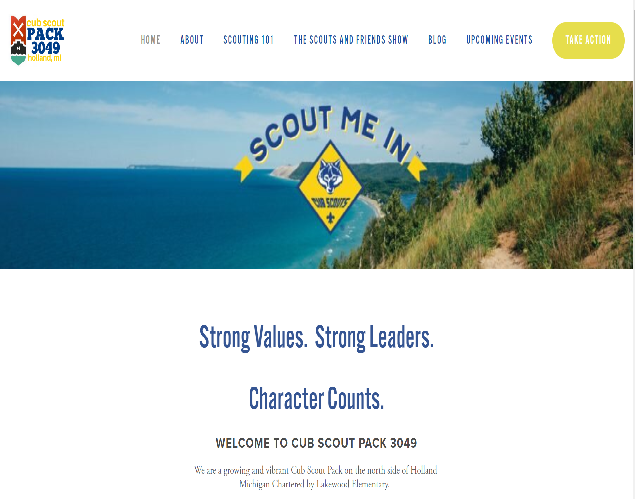 cub scout
PACK
3049
holland, mi
HOME
ABOUT
SCOUTING 101
THE SCOUTS AND FRIENDS SHOW
BLOG
UPCOMING EVENTS
TAKE ACTION
SCOUT ME IN
CUB SCOUTS
Strong Values. Strong Leaders.
Character Counts.
WELCOME TO CUB SCOUT PACK 3049
We are a growing and vibrant Cub Scout Pack on the north side of Holland
Michigan Chartered by Lakewood Elementary.